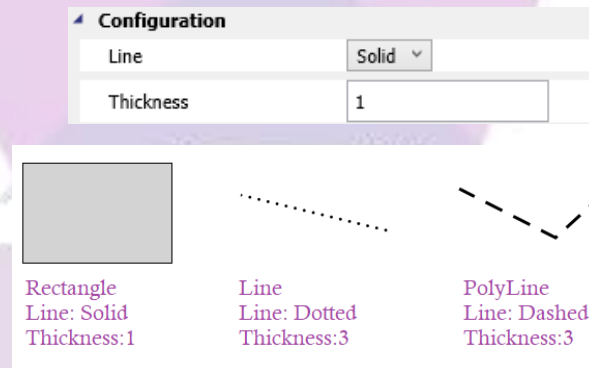 Configuration
Line Solid
Thickness 1
Rectangle
Line: Solid
Thickness:1
Line
Line: Dotted
Thickness:3
PolyLine
Line: Dashed
Thickness:3